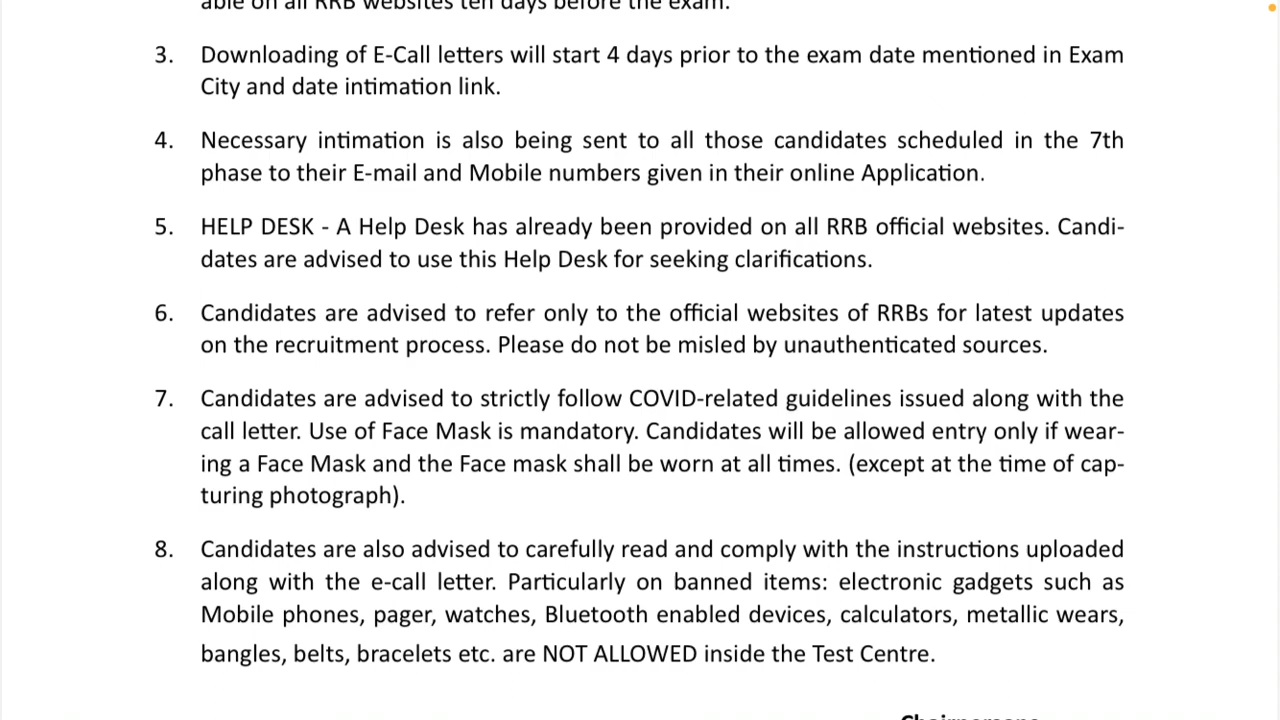 able on all RRB websites ten days before the exam.
3. Downloading of E-Call letters will start 4 days prior to the exam date mentioned in Exam
City and date intimation link.
4. Necessary intimation is also being sent to all those candidates scheduled in the 7th
phase to their E-mail and Mobile numbers given in their online Application.
5. HELP DESK - A Help Desk has already been provided on all RRB official websites. Candi-
dates are advised to use this Help Desk for seeking clarifications.
6. Candidates are advised to refer only to the official websites of RRBs for latest updates
on the recruitment process. Please do not be misled by unauthenticated sources.
7. Candidates are advised to strictly follow COVID-related guidelines issued along with the
call letter. Use of Face Mask is mandatory. Candidates will be allowed entry only if wear-
ing a Face Mask and the Face mask shall be worn at all times. (except at the time of cap-
turing photograph).
8. Candidates are also advised to carefully read and comply with the instructions uploaded
along with the e-call letter. Particularly on banned items: electronic gadgets such as
Mobile phones, pager, watches, Bluetooth enabled devices, calculators, metallic wears,
bangles, belts, bracelets etc. are NOT ALLOWED inside the Test Centre.